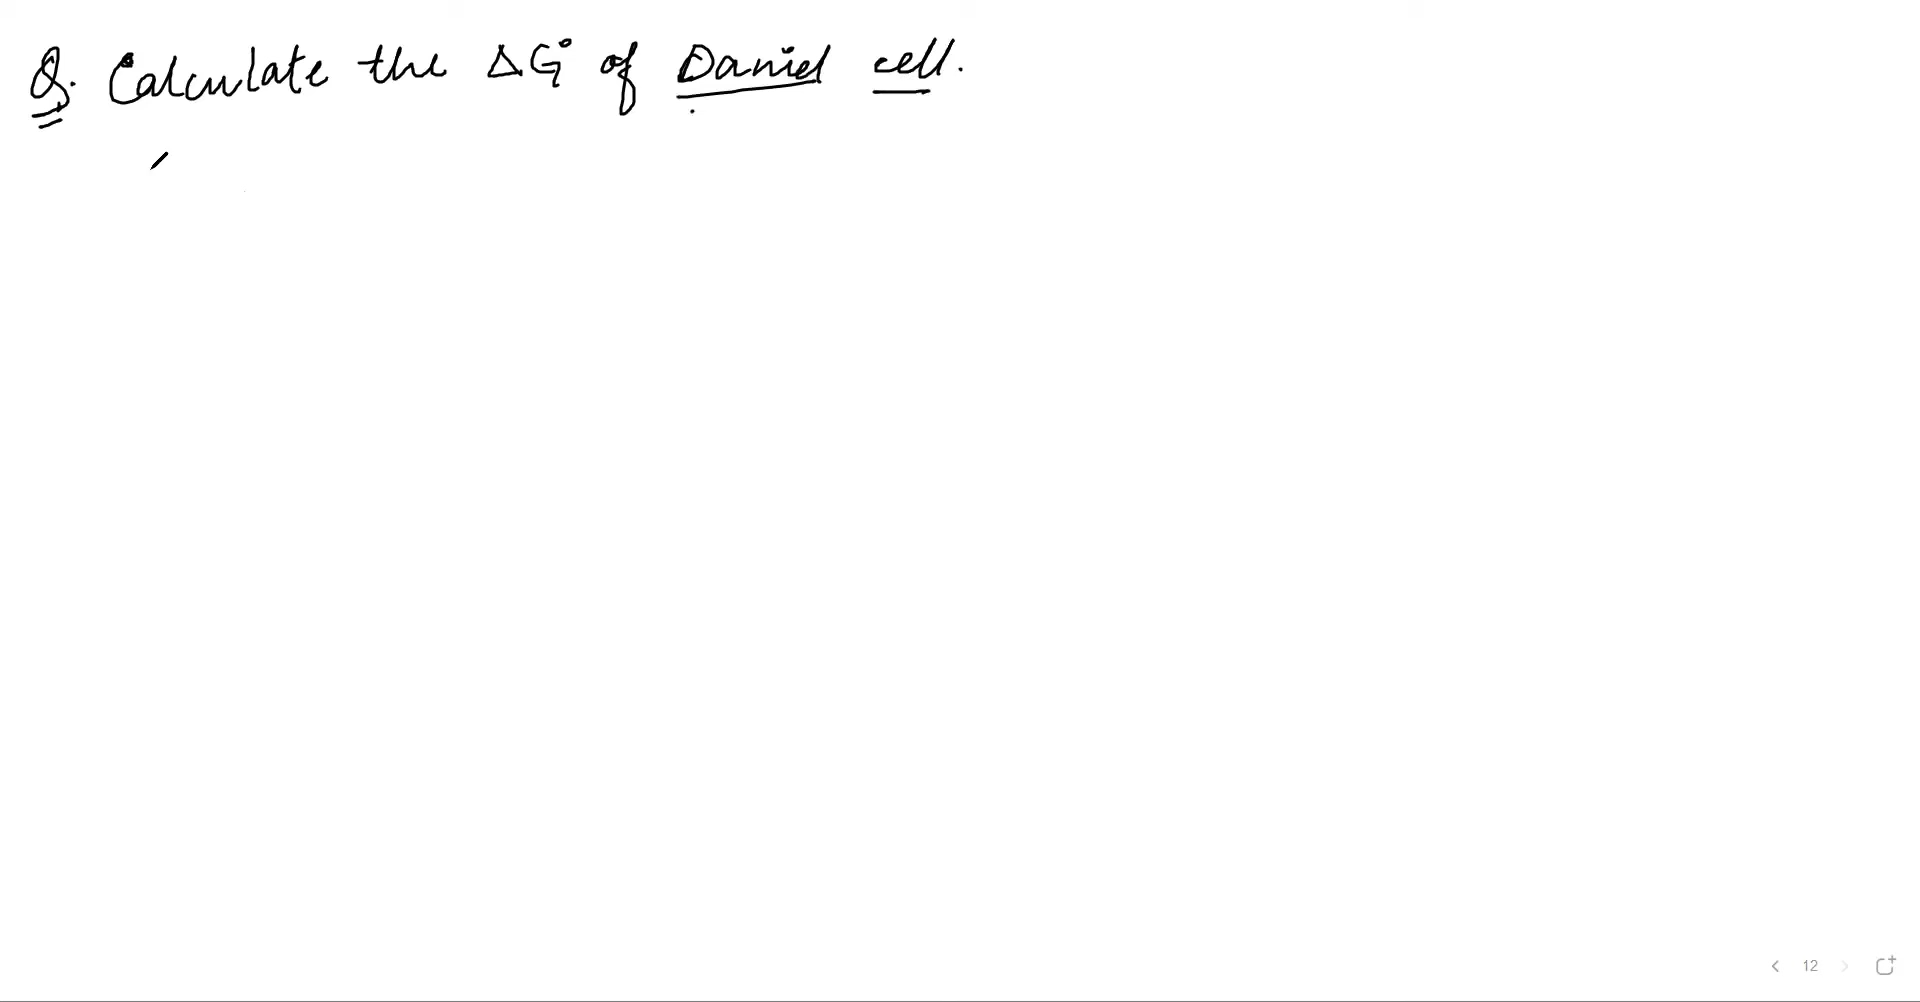 Q. Calculate the ΔG° of Daniel cell.
12